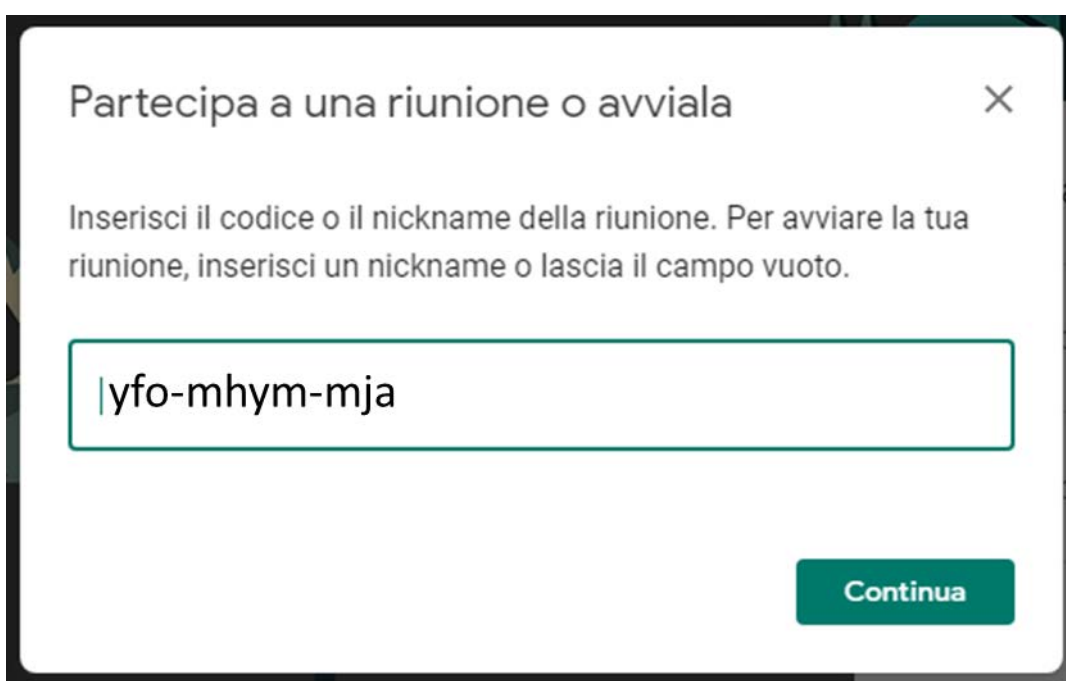 Partecipa a una riunione o avviala
Inserisci il codice o il nickname della riunione. Per avviare la tua
riunione, inserisci un nickname o lascia il campo vuoto.
yfo-mhym-mja
Continua